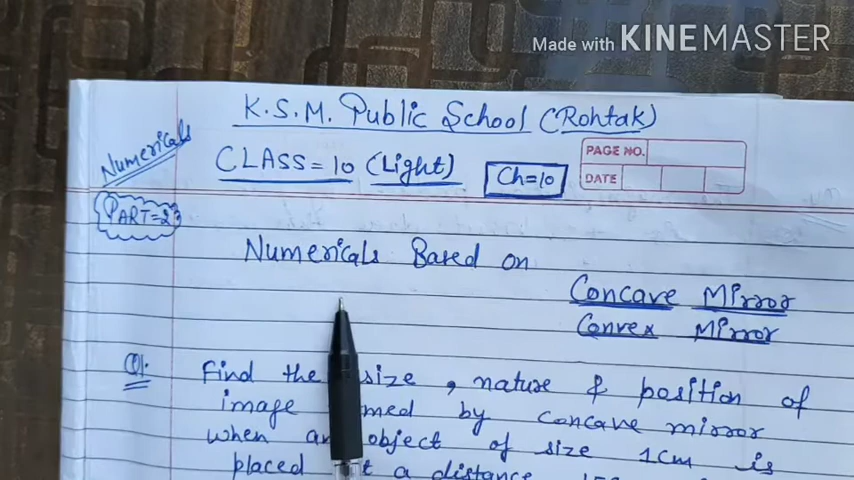 Made with KINEMASTER
K.S.M. Public School (Rohtak)
Numericals
CLASS = 10 (Light)
Ch=10
PAGE NO.
DATE
PART=2
Numericals Based on
Concave Mirror
Convex Mirror
Q1.
Find the size, nature & position of
image med by concave mirror
when an object of size 1cm is
placed t a distance